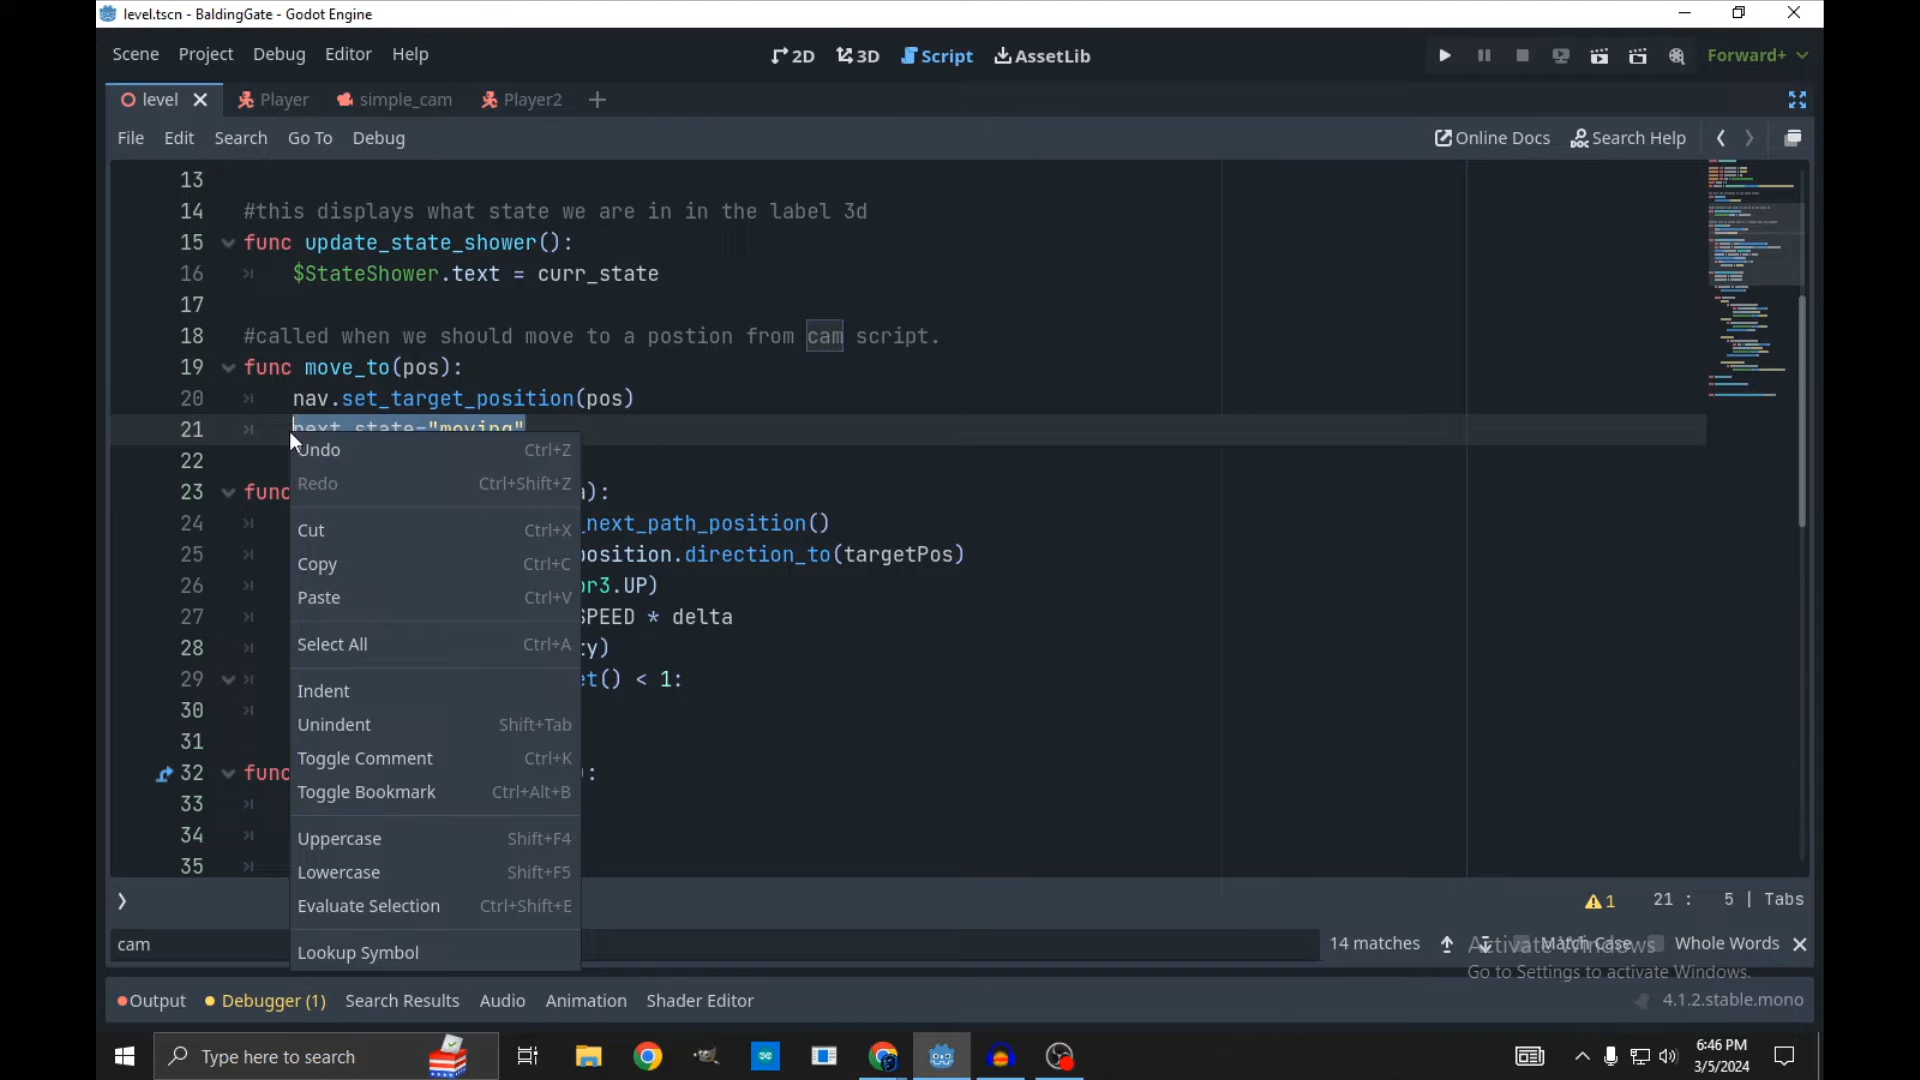 level.tscn - BaldingGate - Godot Engine
Scene Project Debug Editor Help
2D 3D Script AssetLib
Forward+
level Player simple_cam Player2
File Edit Search Go To Debug
Online Docs Search Help
13
14 #this displays what state we are in in the label 3d
15 func update_state_shower():
16 $StateShower.text = curr_state
17
18 #called when we should move to a postion from cam script.
19 func move_to(pos):
20 nav.set_target_position(pos)
21 next_state="moving"
22
23 func a):
24 _next_path_position()
25 position.direction_to(targetPos)
26 or3.UP)
27 SPEED * delta
28 ty)
29 et() < 1:
30
31
32 func ):
33
34
35
Undo Ctrl+Z
Redo Ctrl+Shift+Z
Cut Ctrl+X
Copy Ctrl+C
Paste Ctrl+V
Select All Ctrl+A
Indent
Unindent Shift+Tab
Toggle Comment Ctrl+K
Toggle Bookmark Ctrl+Alt+B
Uppercase Shift+F4
Lowercase Shift+F5
Evaluate Selection Ctrl+Shift+E
Lookup Symbol
1 21 : 5 | Tabs
cam 14 matches Match Case Whole Words
Activate Windows
Go to Settings to activate Windows.
Output Debugger (1) Search Results Audio Animation Shader Editor
4.1.2.stable.mono
Type here to search
6:46 PM
3/5/2024